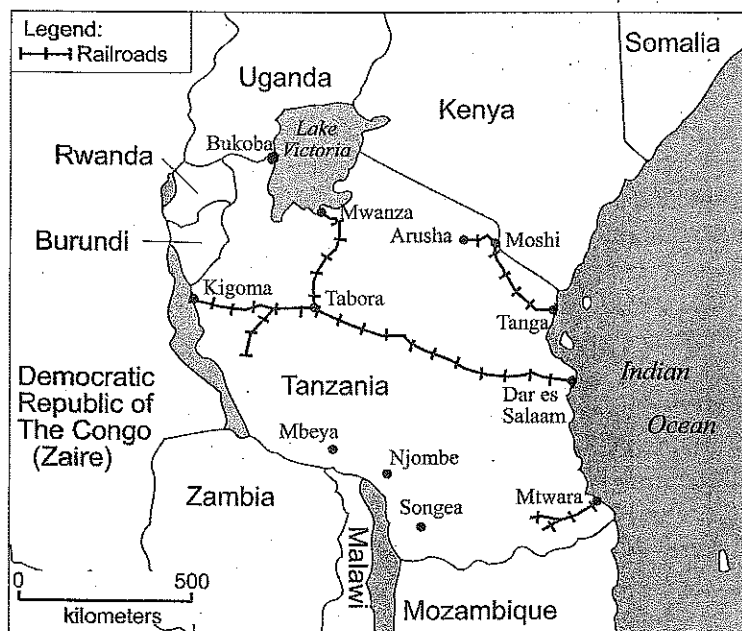 Legend:
Railroads
Somalia
Uganda
Kenya
Bukoba
Lake
Victoria
Rwanda
Mwanza
Arusha
Moshi
Burundi
Kigoma
Tabora
Tanga
Democratic
Republic of
The Congo
(Zaire)
Tanzania
Dar es
Salaam
Indian
Ocean
Mbeya
Njombe
Zambia
Songea
Mtwara
Malawi
0
500
kilometers
Mozambique